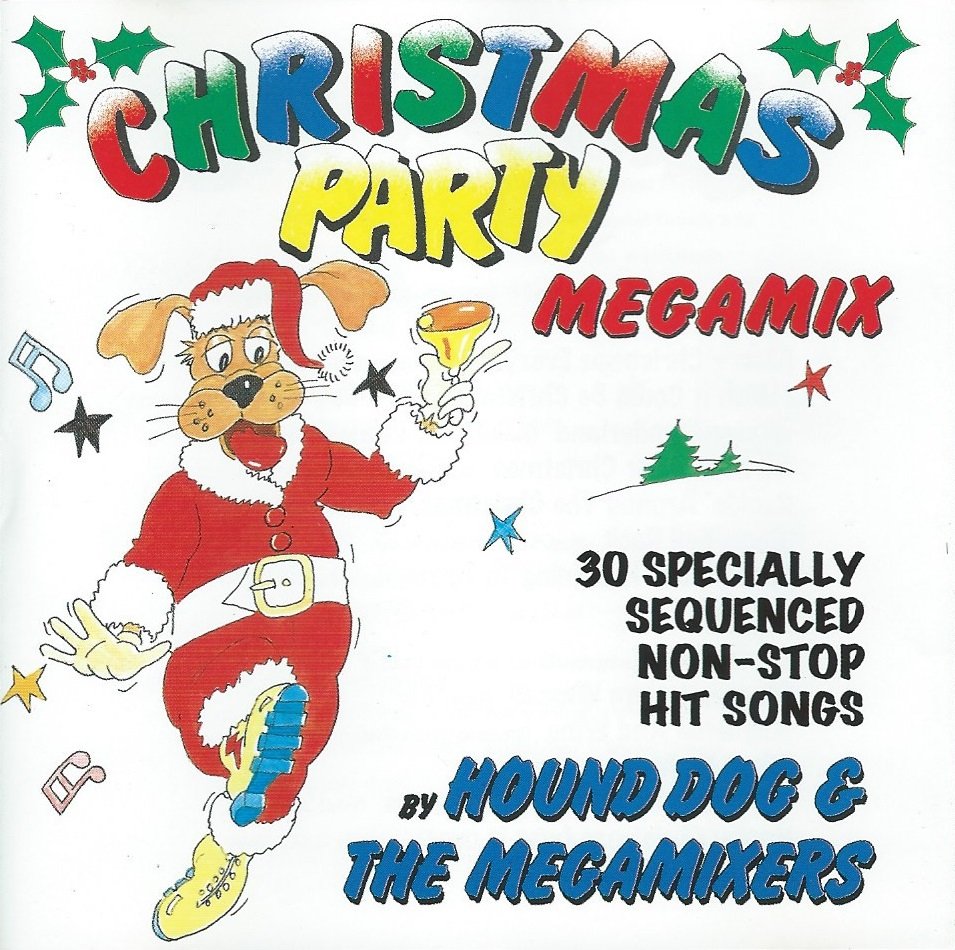 CHRISTMAS
PARTY
MEGAMIX
30 SPECIALLY
SEQUENCED
NON-STOP
HIT SONGS
BY HOUND DOG &
THE MEGAMIXERS